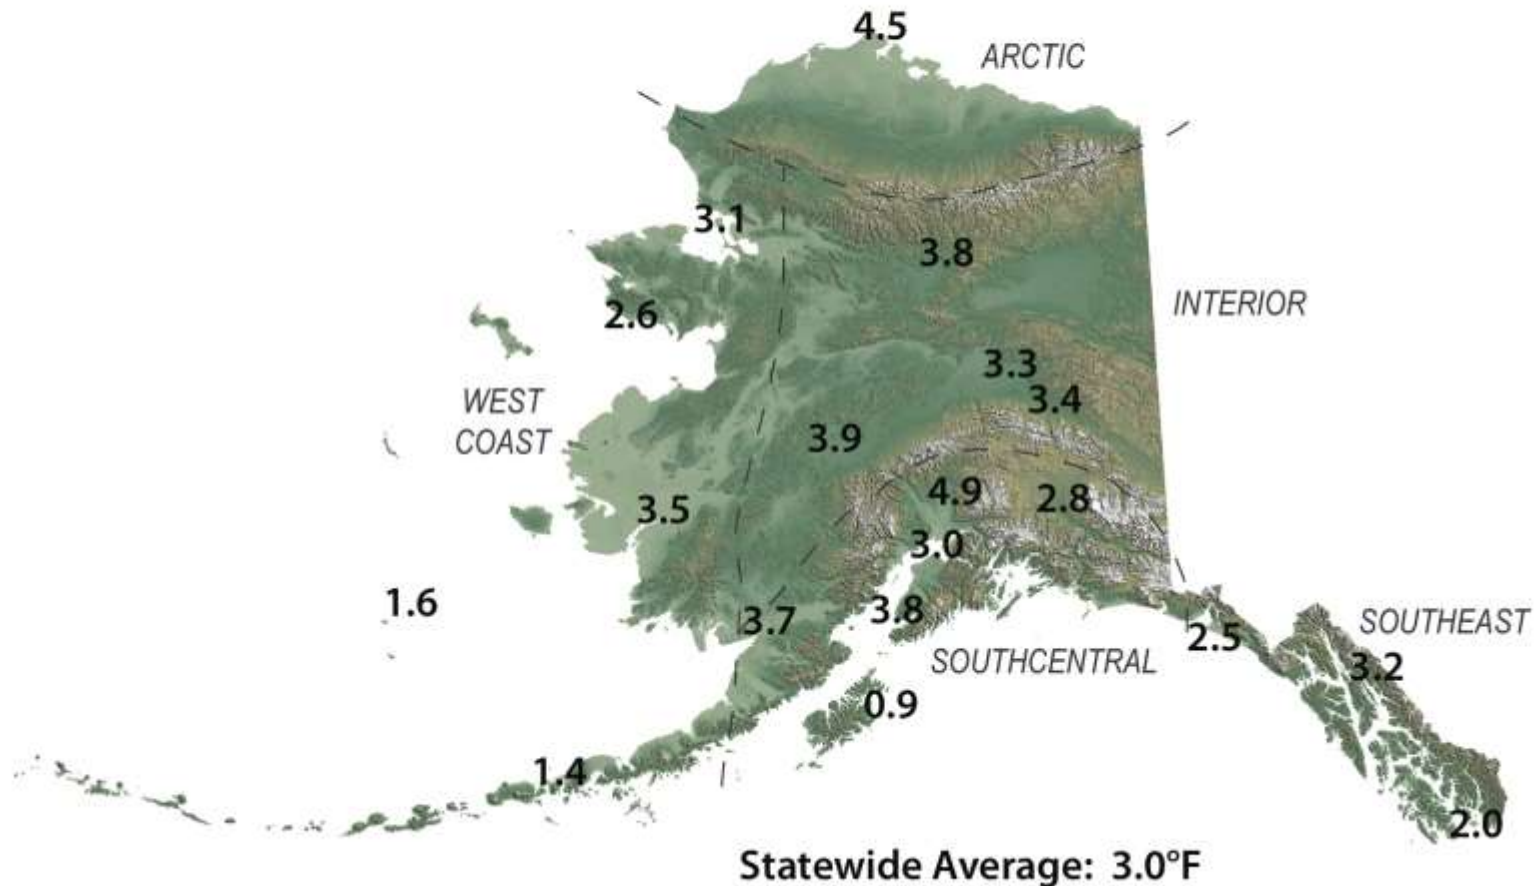 4.5
ARCTIC
3.1
3.8
2.6
INTERIOR
3.3
3.4
WEST
COAST
3.9
4.9
2.8
3.5
3.0
1.6
3.8
3.7
SOUTHEAST
2.5
SOUTHCENTRAL
3.2
0.9
1.4
2.0
Statewide Average: 3.0°F